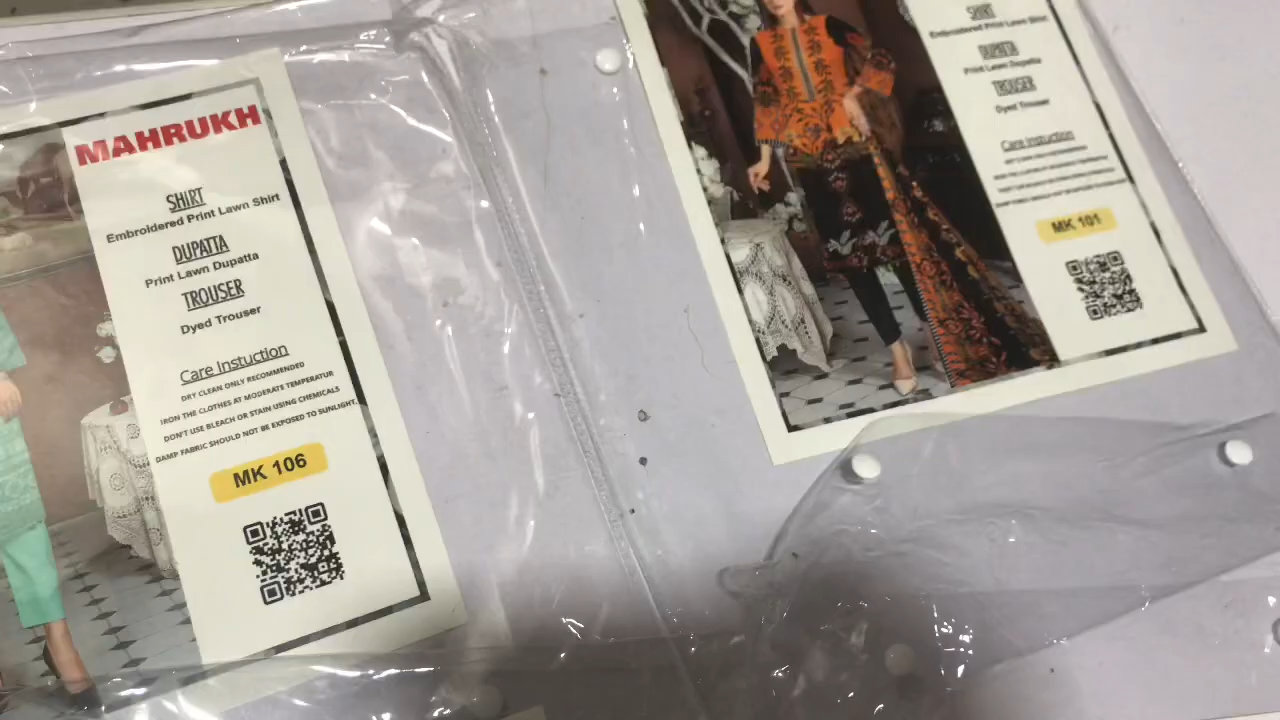 MAHRUKH
SHIRT
Embroidered Print Lawn Shirt
DUPATTA
Print Lawn Dupatta
TROUSER
Dyed Trouser
Care Instuction
DRY CLEAN ONLY RECOMMENDED
IRON THE CLOTHES AT MODERATE TEMPERATUR
DON'T USE BLEACH OR STAIN USING CHEMICALS
DAMP FABRIC SHOULD NOT BE EXPOSED TO SUNLIGHT.
MK 106
SHIRT
Embroidered Print Lawn Shirt
DUPATTA
Print Lawn Dupatta
TROUSER
Dyed Trouser
Care Instuction
MK 101